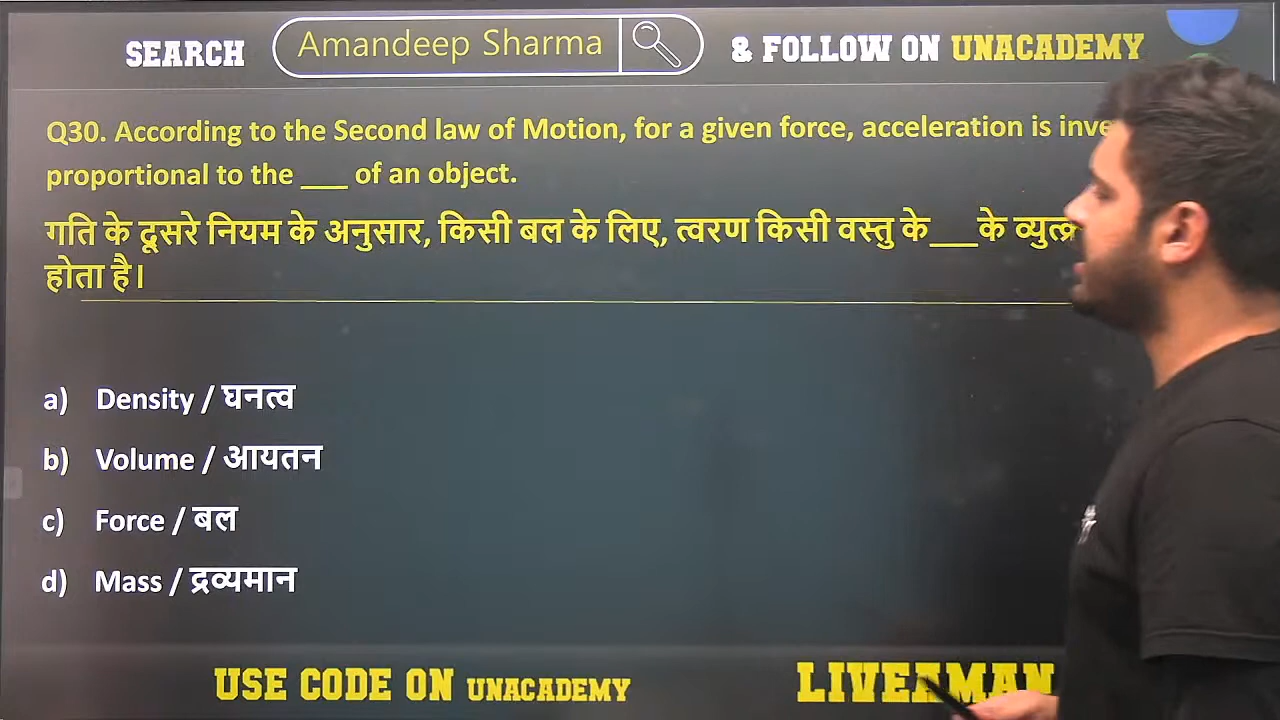 SEARCH Amandeep Sharma & FOLLOW ON UNACADEMY
Q30. According to the Second law of Motion, for a given force, acceleration is
proportional to the ___ of an object.
गति के दूसरे नियम के अनुसार, किसी बल के लिए, त्वरण किसी वस्तु के___के
होता है।
a) Density / घनत्व
b) Volume / आयतन
c) Force / बल
d) Mass / द्रव्यमान
USE CODE ON UNACADEMY LIVEAMAN